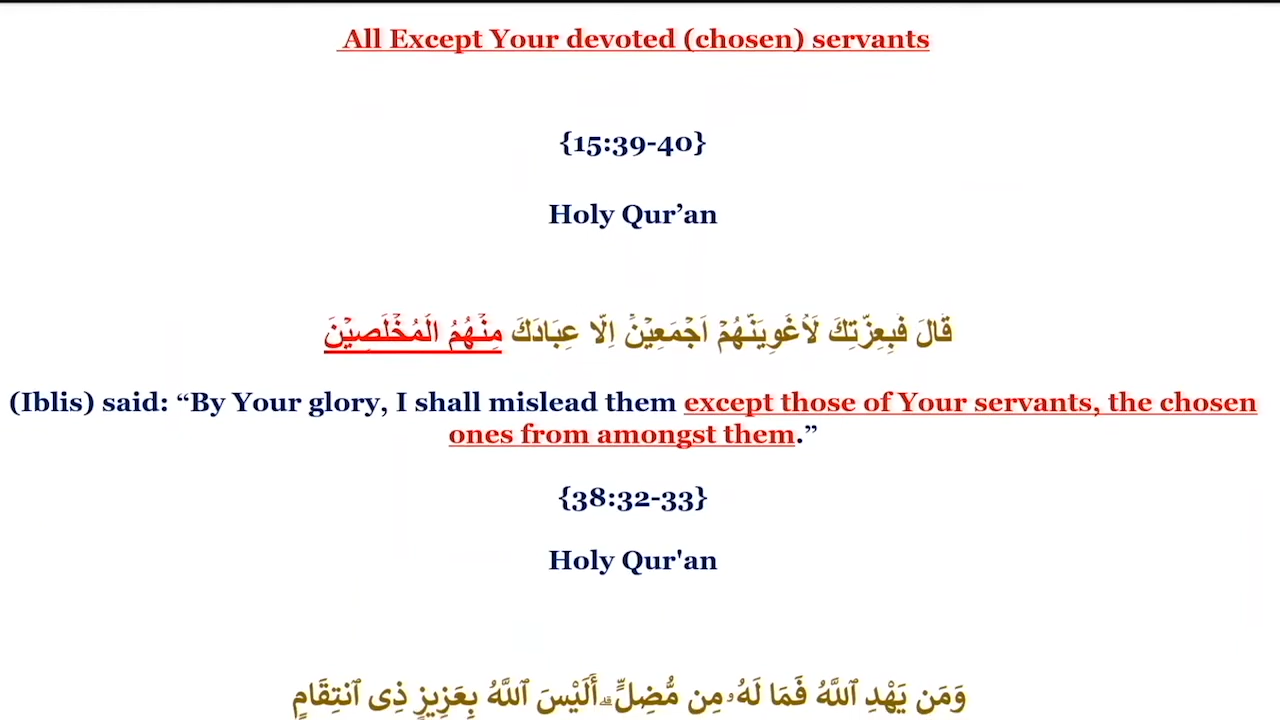 All Except Your devoted (chosen) servants
{15:39-40}
Holy Qur’an
قَالَ فَبِعِزَّتِكَ لَاُغْوِيَنَّهُمْ اَجْمَعِيْنَۙ اِلَّا عِبَادَكَ مِنْهُمُ الْمُخْلَصِيْنَ
(Iblis) said: “By Your glory, I shall mislead them except those of Your servants, the chosen
ones from amongst them.”
{38:32-33}
Holy Qur'an
وَمَن يَهْدِ ٱللَّهُ فَمَا لَهُۥ مِن مُّضِلٍّ ۗ أَلَيْسَ ٱللَّهُ بِعَزِيزٍ ذِى ٱنتِقَامٍ